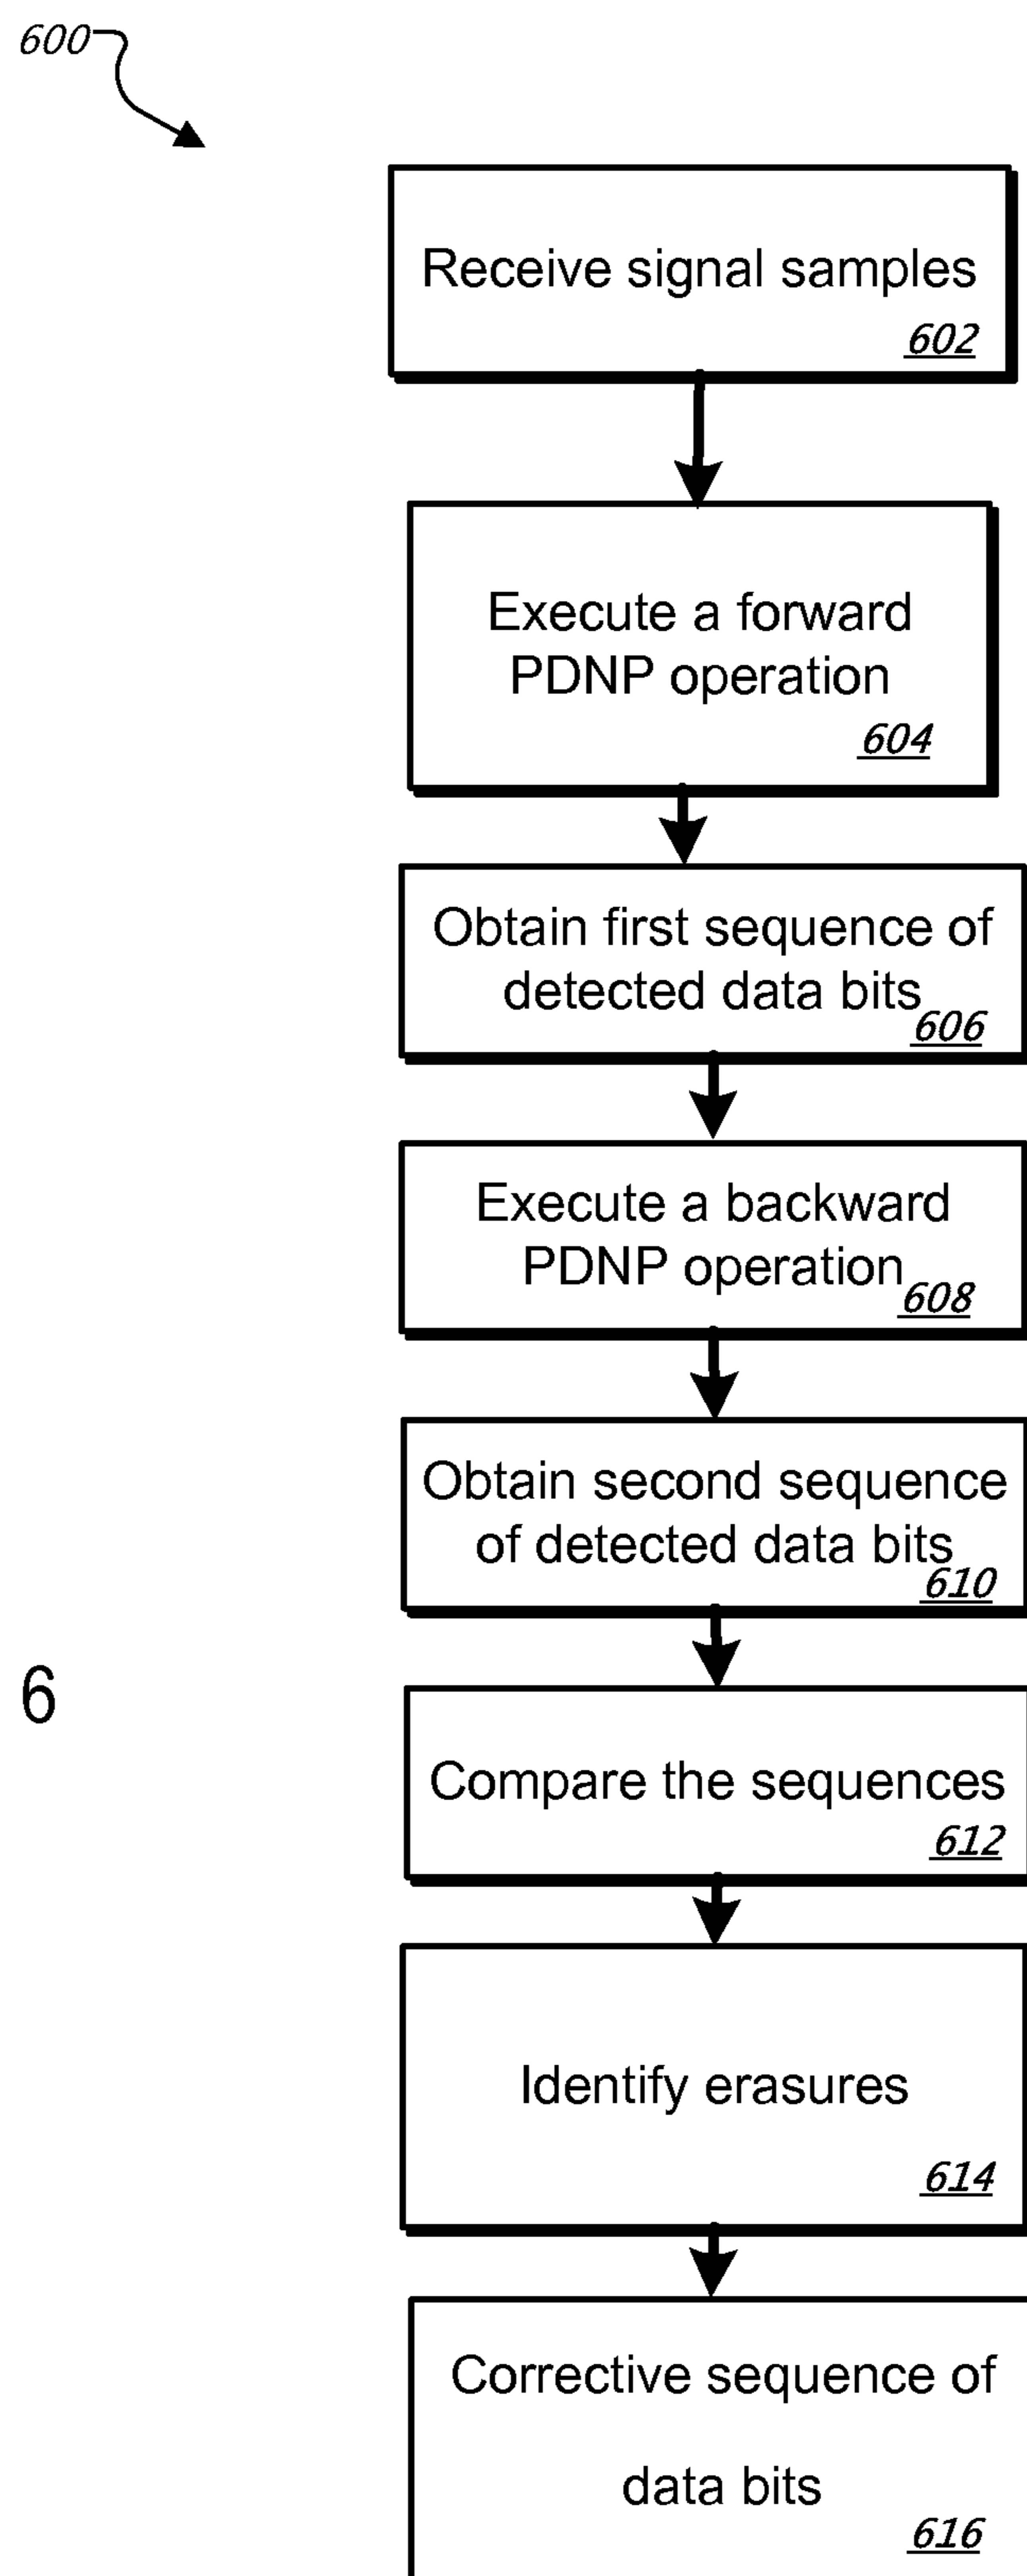 600
Receive signal samples
602
Execute a forward
PDNP operation
604
Obtain first sequence of
detected data bits
606
Execute a backward
PDNP operation
608
Obtain second sequence
of detected data bits
610
6
Compare the sequences
612
Identify erasures
614
Corrective sequence of
data bits
616